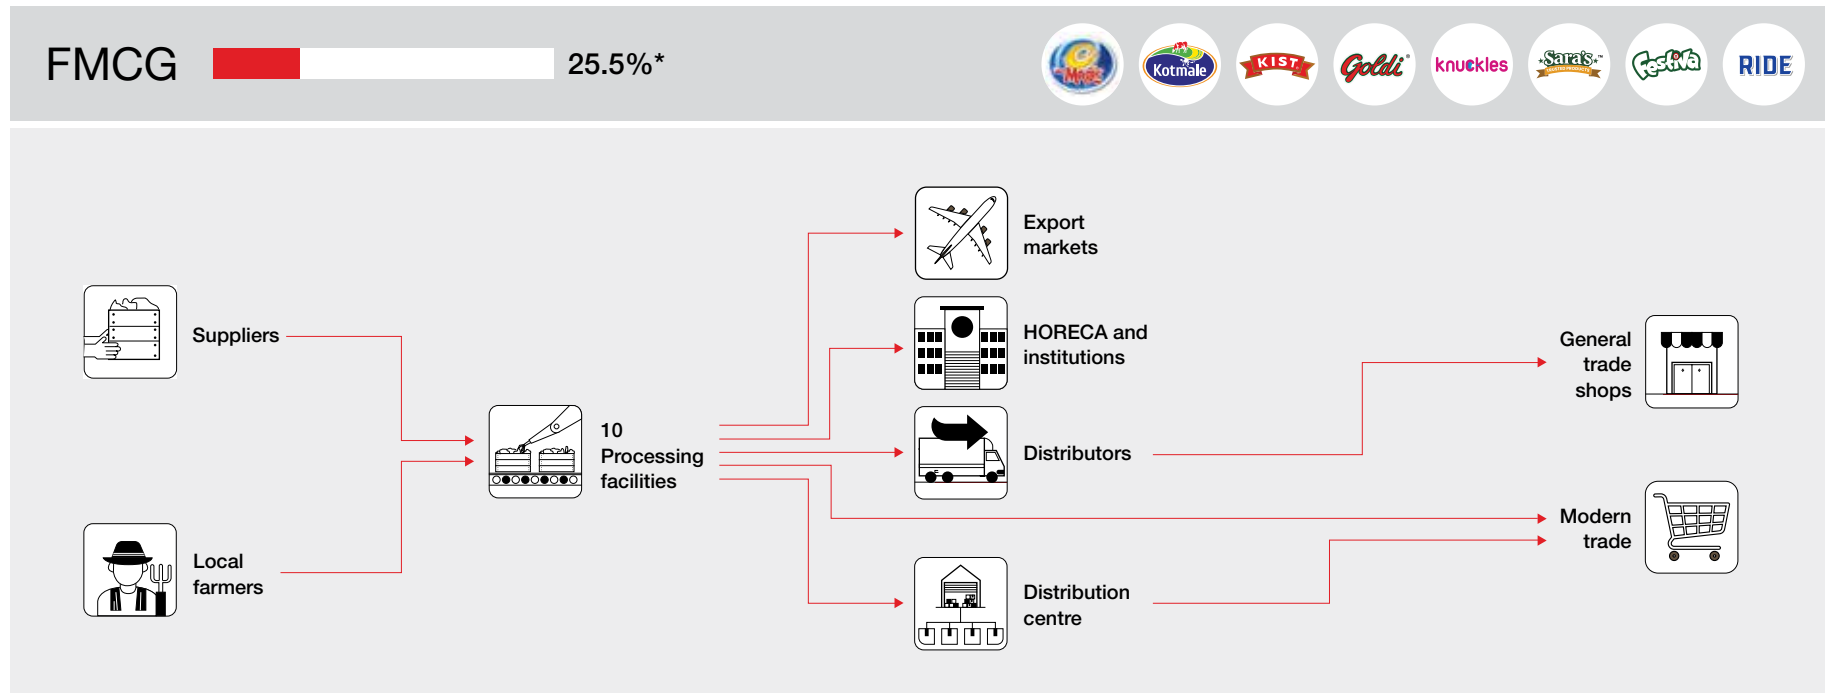 FMCG
25.5%*
Magic
Kotmale
KIST
Goldi
knuckles
Sara's
Festiva
RIDE
Export
markets
HORECA and
institutions
Suppliers
General
trade
shops
10
Processing
facilities
Distributors
Modern
trade
Local
farmers
Distribution
centre